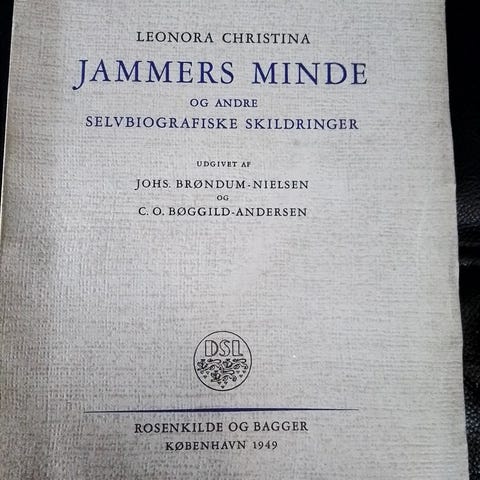 LEONORA CHRISTINA
JAMMERS MINDE
OG ANDRE
SELVBIOGRAFISKE SKILDRINGER
UDGIVET AF
JOHS. BRØNDUM-NIELSEN
OG
C. O. BØGGILD-ANDERSEN
DSL
ROSENKILDE OG BAGGER
KØBENHAVN 1949